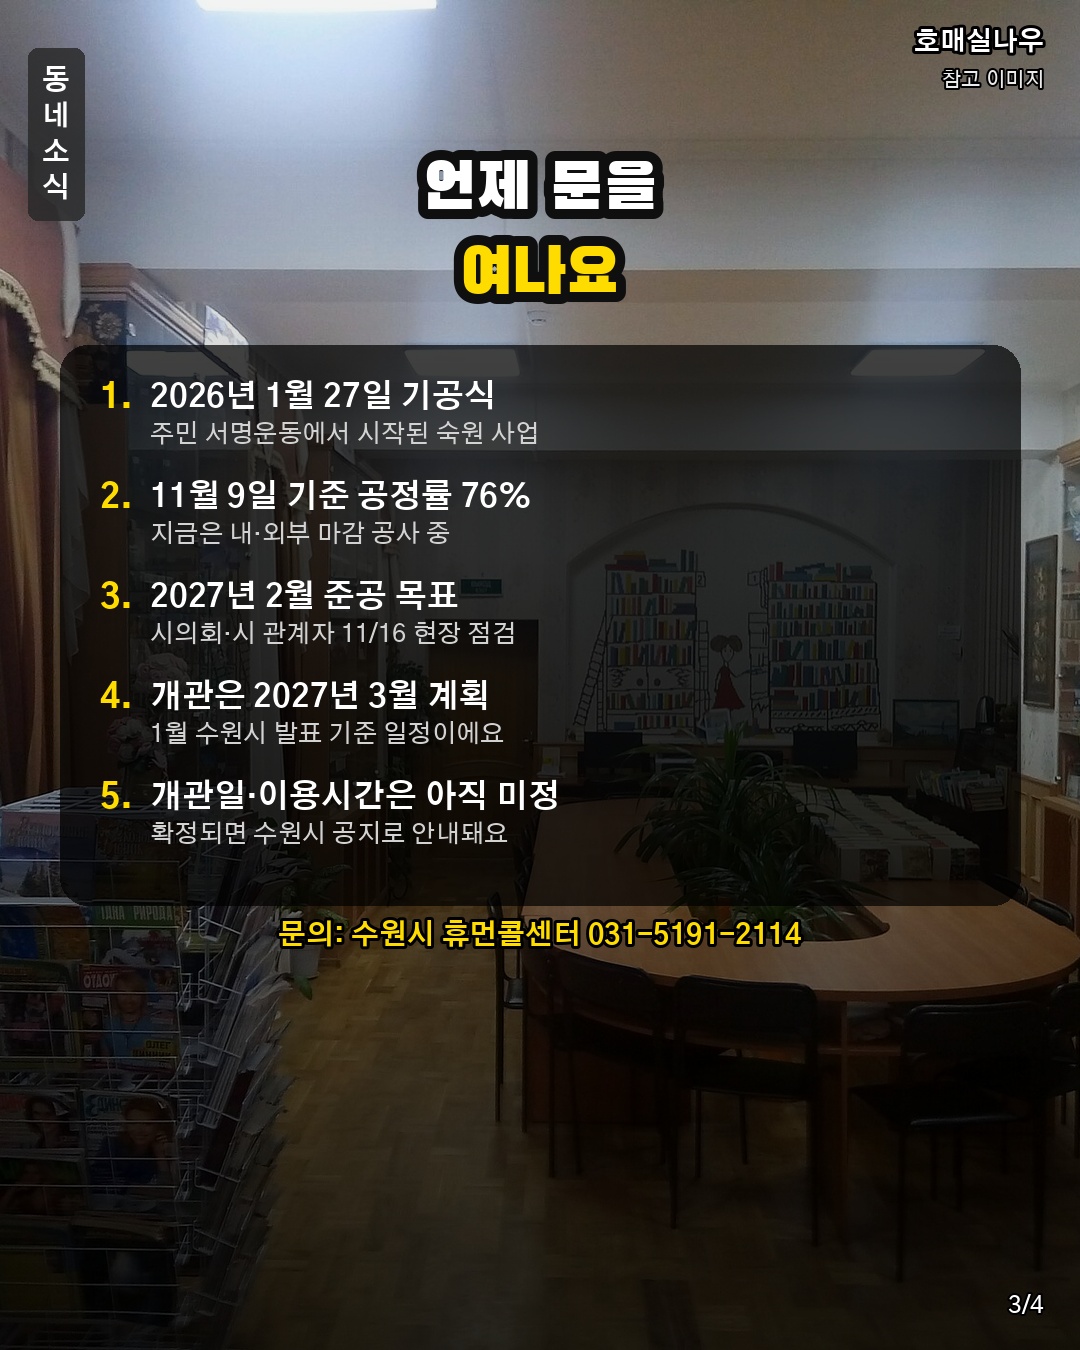 동네소식
호매실나우
참고 이미지
언제 문을
여나요
1. 2026년 1월 27일 기공식
주민 서명운동에서 시작된 숙원 사업
2. 11월 9일 기준 공정률 76%
지금은 내·외부 마감 공사 중
3. 2027년 2월 준공 목표
시의회·시 관계자 11/16 현장 점검
4. 개관은 2027년 3월 계획
1월 수원시 발표 기준 일정이에요
5. 개관일·이용시간은 아직 미정
확정되면 수원시 공지로 안내돼요
문의: 수원시 휴먼콜센터 031-5191-2114
3/4